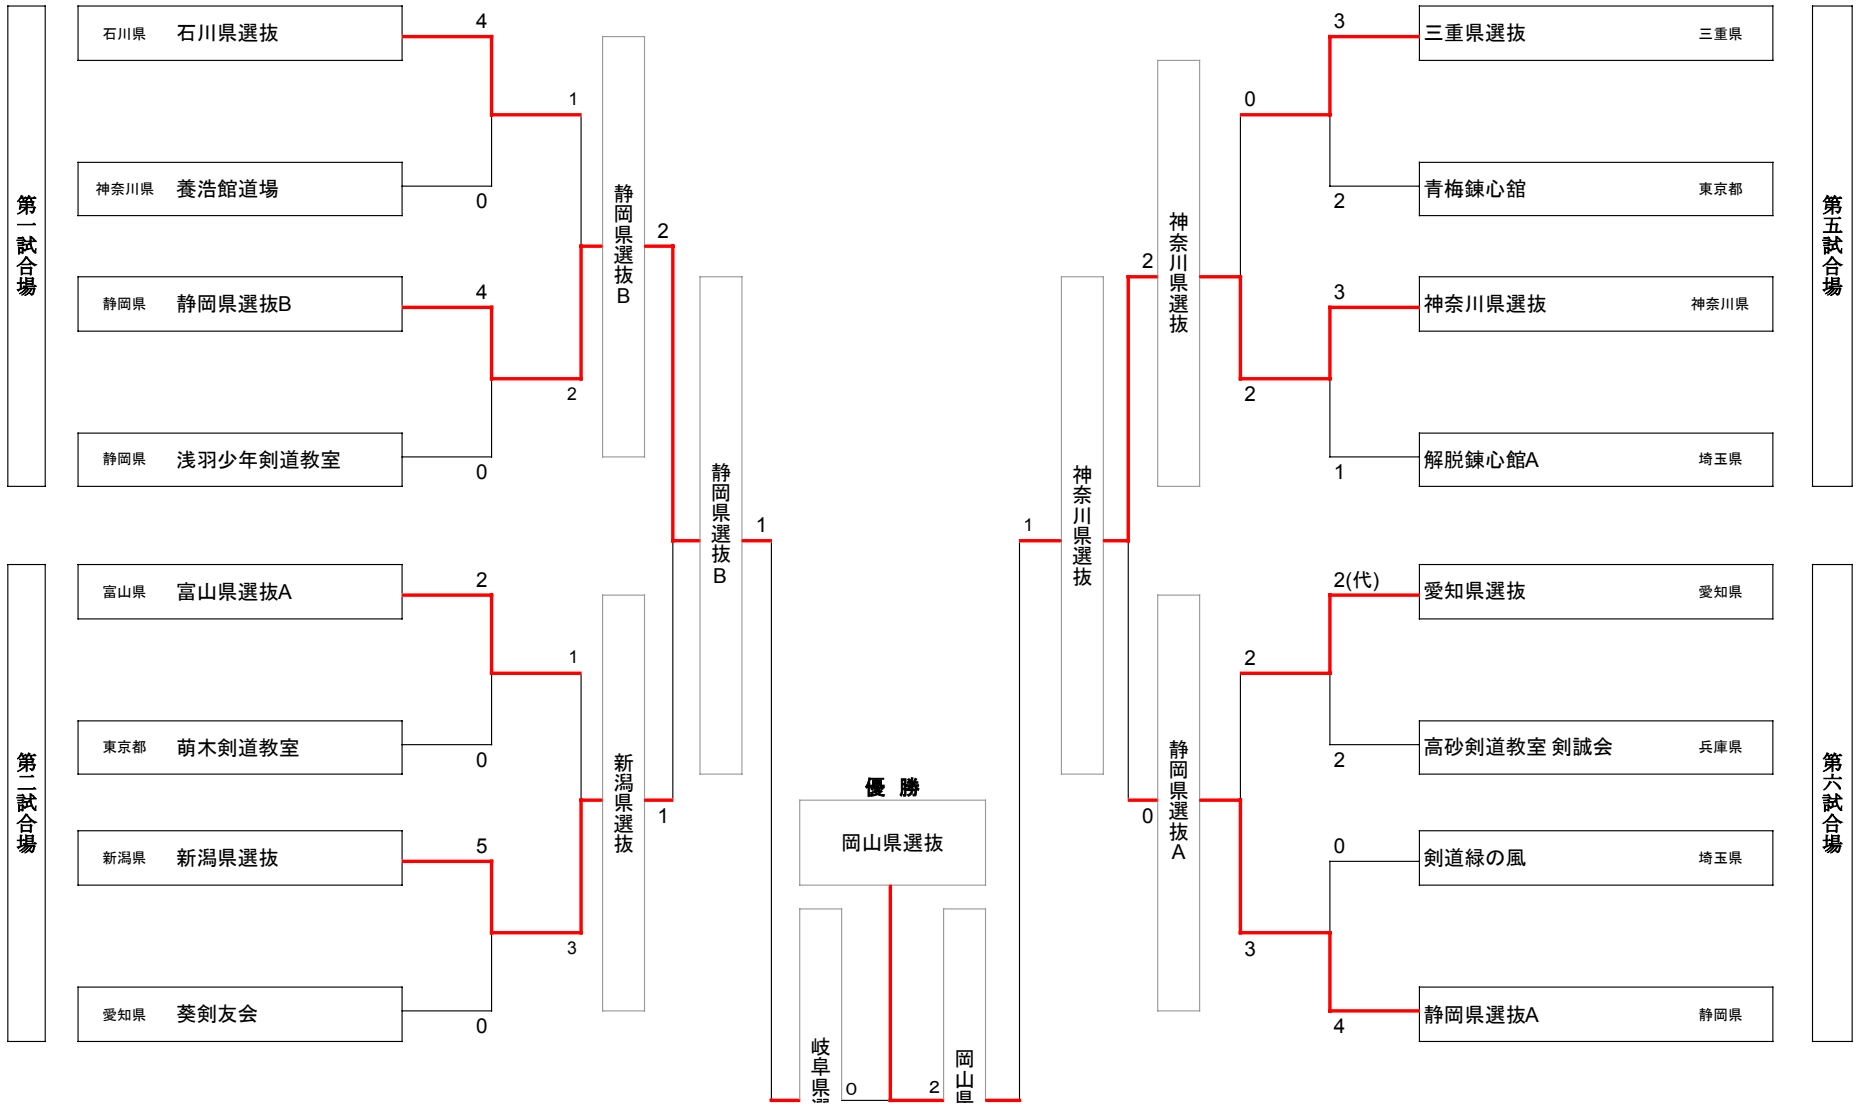 第一試合場
石川県 石川県選抜
4
1
神奈川県 養浩館道場
0
静岡県 静岡県選抜B
4
2
静岡県 浅羽少年剣道教室
0
静岡県選抜B
2
第二試合場
富山県 富山県選抜A
2
1
東京都 萌木剣道教室
0
新潟県 新潟県選抜
5
3
愛知県 葵剣友会
0
新潟県選抜
1
静岡県選抜B
1
優勝
岡山県選抜
岐阜県選
0
2
岡山県
1
神奈川県選抜
2
神奈川県選抜
0
静岡県選抜A
第五試合場
3
三重県選抜 三重県
0
2
青梅錬心舘 東京都
3
神奈川県選抜 神奈川県
2
1
解脱錬心館A 埼玉県
第六試合場
2(代)
愛知県選抜 愛知県
2
2
高砂剣道教室 剣誠会 兵庫県
0
剣道緑の風 埼玉県
3
4
静岡県選抜A 静岡県